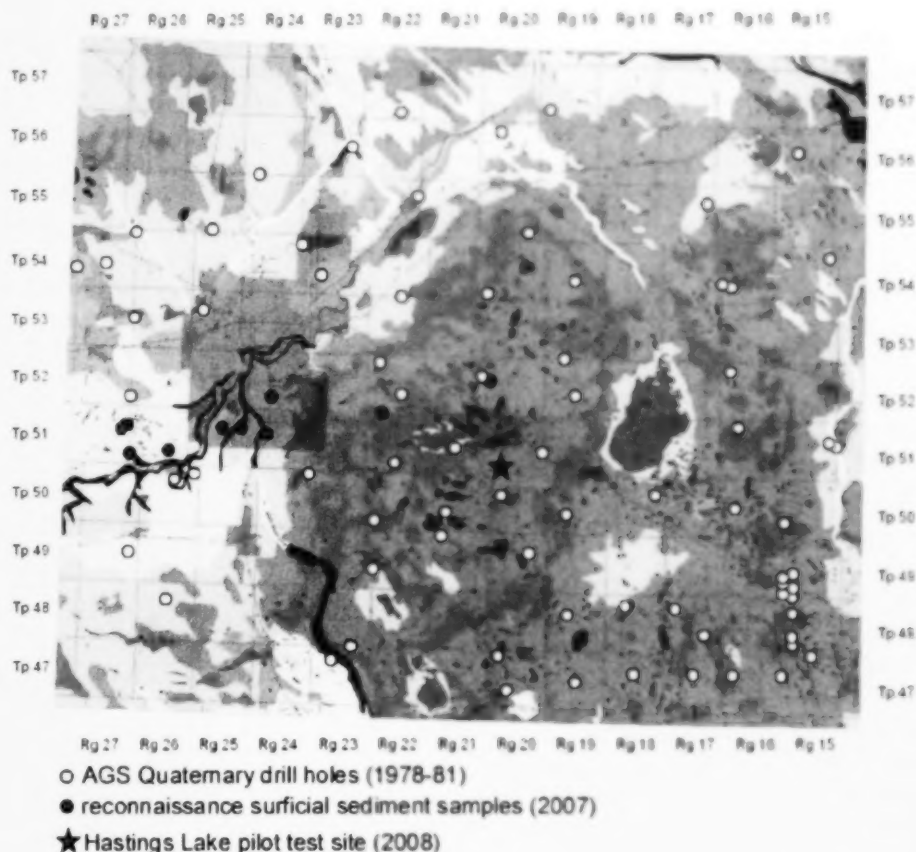 Rg 27 Rg 26 Rg 25 Rg 24 Rg 23 Rg 22 Rg 21 Rg 20 Rg 19 Rg 18 Rg 17 Rg 16 Rg 15
Tp 57 Tp 57
Tp 56 Tp 56
Tp 55 Tp 55
Tp 54 Tp 54
Tp 53 Tp 53
Tp 52 Tp 52
Tp 51 Tp 51
Tp 50 Tp 50
Tp 49 Tp 49
Tp 48 Tp 48
Tp 47 Tp 47
Rg 27 Rg 26 Rg 25 Rg 24 Rg 23 Rg 22 Rg 21 Rg 20 Rg 19 Rg 18 Rg 17 Rg 16 Rg 15
AGS Quaternary drill holes (1978-81)
reconnaissance surficial sediment samples (2007)
Hastings Lake pilot test site (2008)